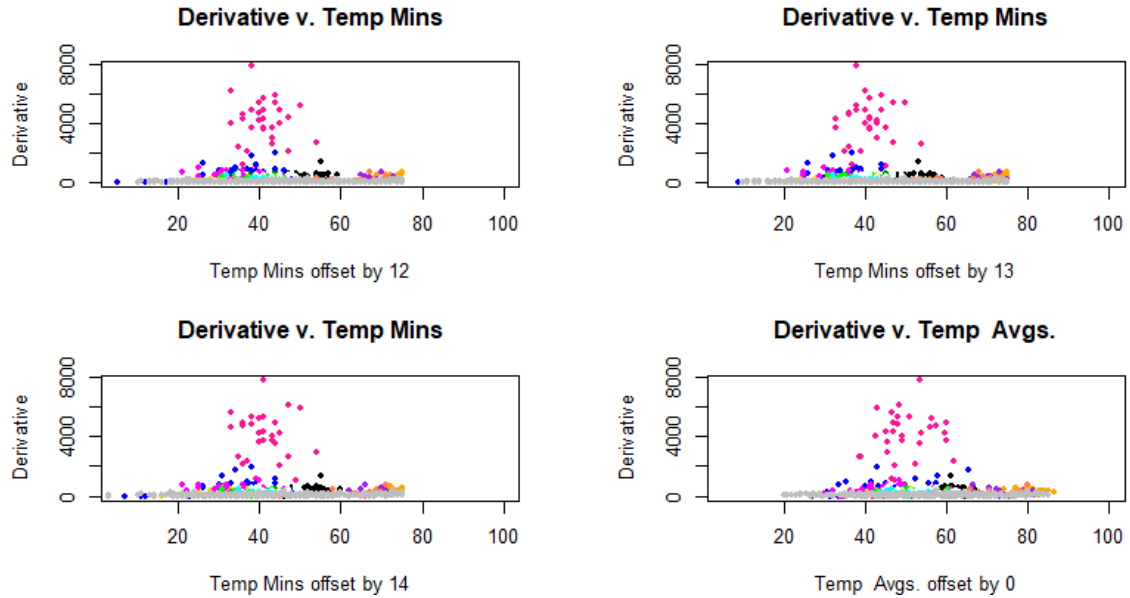 Derivative v. Temp Mins
Derivative
8000
4000
0
20 40 60 80 100
Temp Mins offset by 12
Derivative v. Temp Mins
Derivative
8000
4000
0
20 40 60 80 100
Temp Mins offset by 13
Derivative v. Temp Mins
Derivative
8000
4000
0
20 40 60 80 100
Temp Mins offset by 14
Derivative v. Temp  Avgs.
Derivative
8000
4000
0
20 40 60 80 100
Temp  Avgs. offset by 0